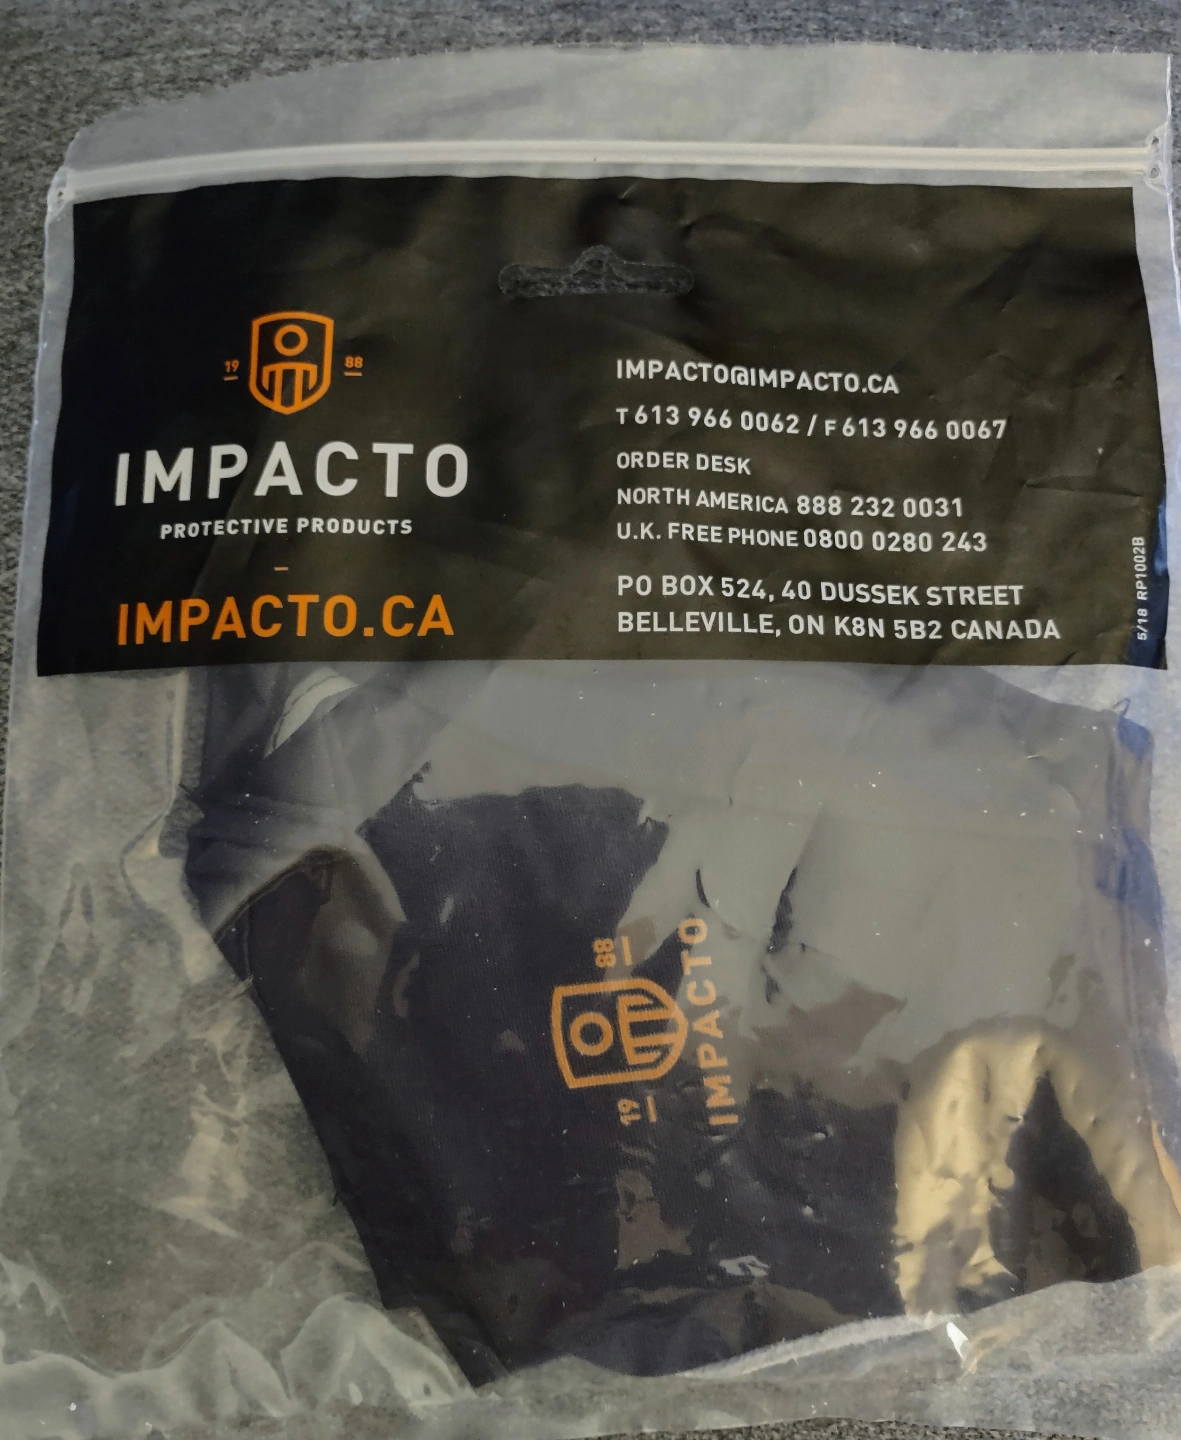 19 88
IMPACTO
PROTECTIVE PRODUCTS
IMPACTO.CA
IMPACTO@IMPACTO.CA
T 613 966 0062 / F 613 966 0067
ORDER DESK
NORTH AMERICA 888 232 0031
U.K. FREE PHONE 0800 0280 243
PO BOX 524, 40 DUSSEK STREET
BELLEVILLE, ON K8N 5B2 CANADA
5/18 RP1002B
19 88
IMPACTO